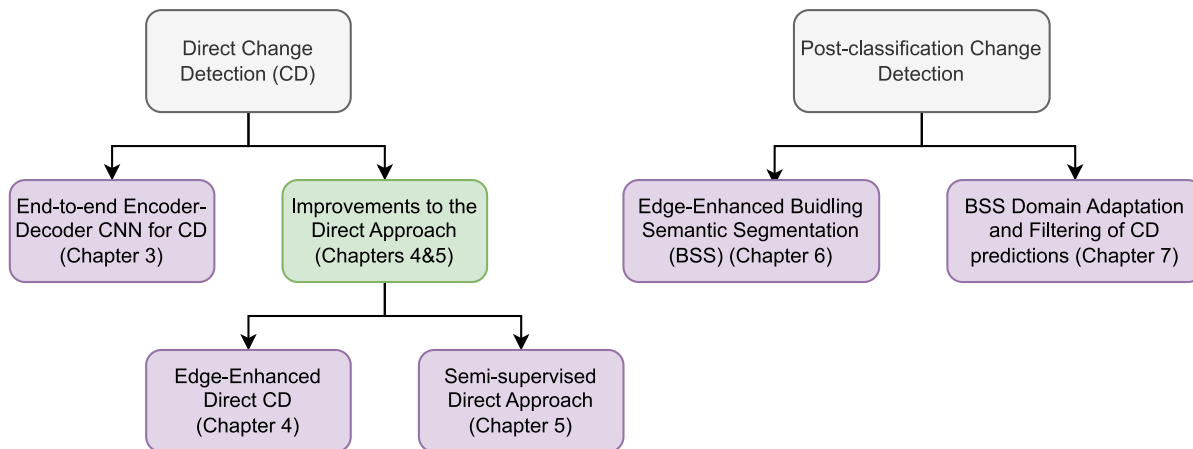 Direct Change
Detection (CD)
Post-classification Change
Detection
End-to-end Encoder-
Decoder CNN for CD
(Chapter 3)
Improvements to the
Direct Approach
(Chapters 4&5)
Edge-Enhanced Buidling
Semantic Segmentation
(BSS) (Chapter 6)
BSS Domain Adaptation
and Filtering of CD
predictions (Chapter 7)
Edge-Enhanced
Direct CD
(Chapter 4)
Semi-supervised
Direct Approach
(Chapter 5)